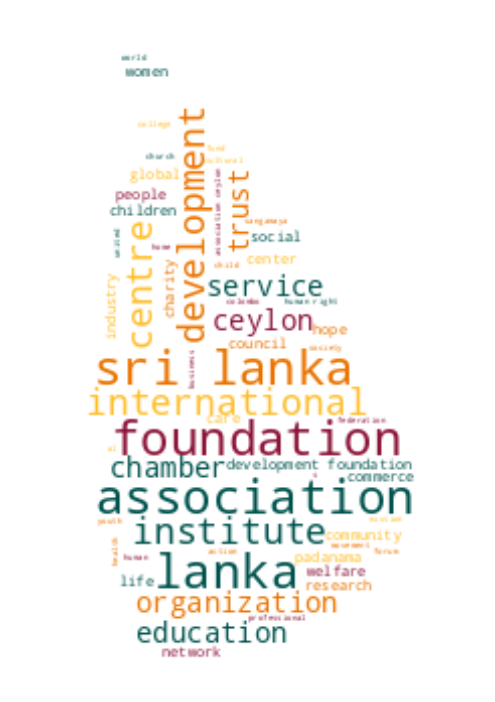 world
women
college
church
fund
cultural
global
development
trust
association ceylon
people
children
sangamaya
united
home
centre
social
center
child
charity
industry
service
colombo
human right
ceylon
hope
council
society
business
sri lanka
international
care
federation
foundation
al
chamber
development foundation
s
commerce
association
youth
mission
institute
community
health
movement
human
action
forum
lanka
padanama
life
welfare
research
organization
professional
education
network